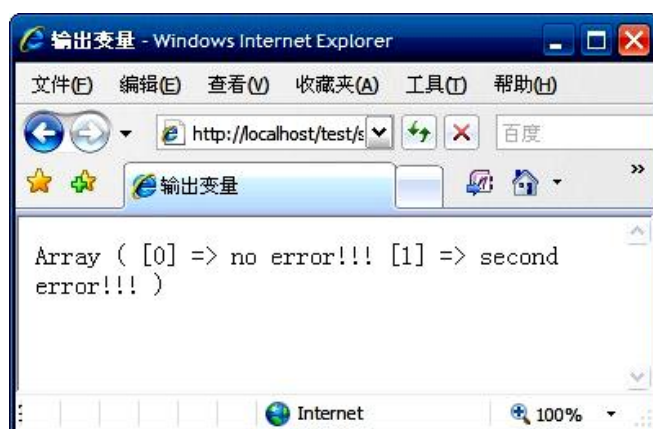 输出变量 - Windows Internet Explorer
文件(F) 编辑(E) 查看(V) 收藏夹(A) 工具(T) 帮助(H)
http://localhost/test/s 百度
输出变量 »
Array ( [0] => no error!!! [1] => second
error!!! )
Internet 100%